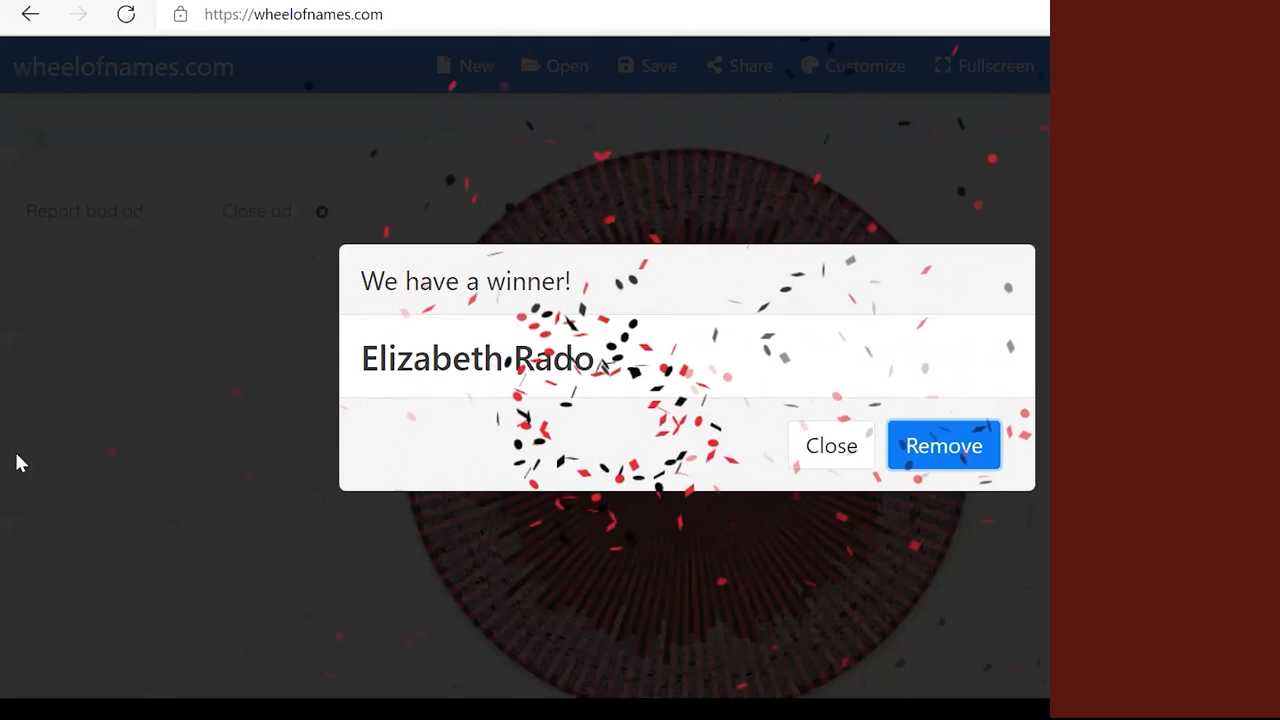 https://wheelofnames.com
wheelofnames.com New Open Save Share Customize Fullscreen
Report bad ad Close ad
We have a winner!
Elizabeth Rado
Close Remove